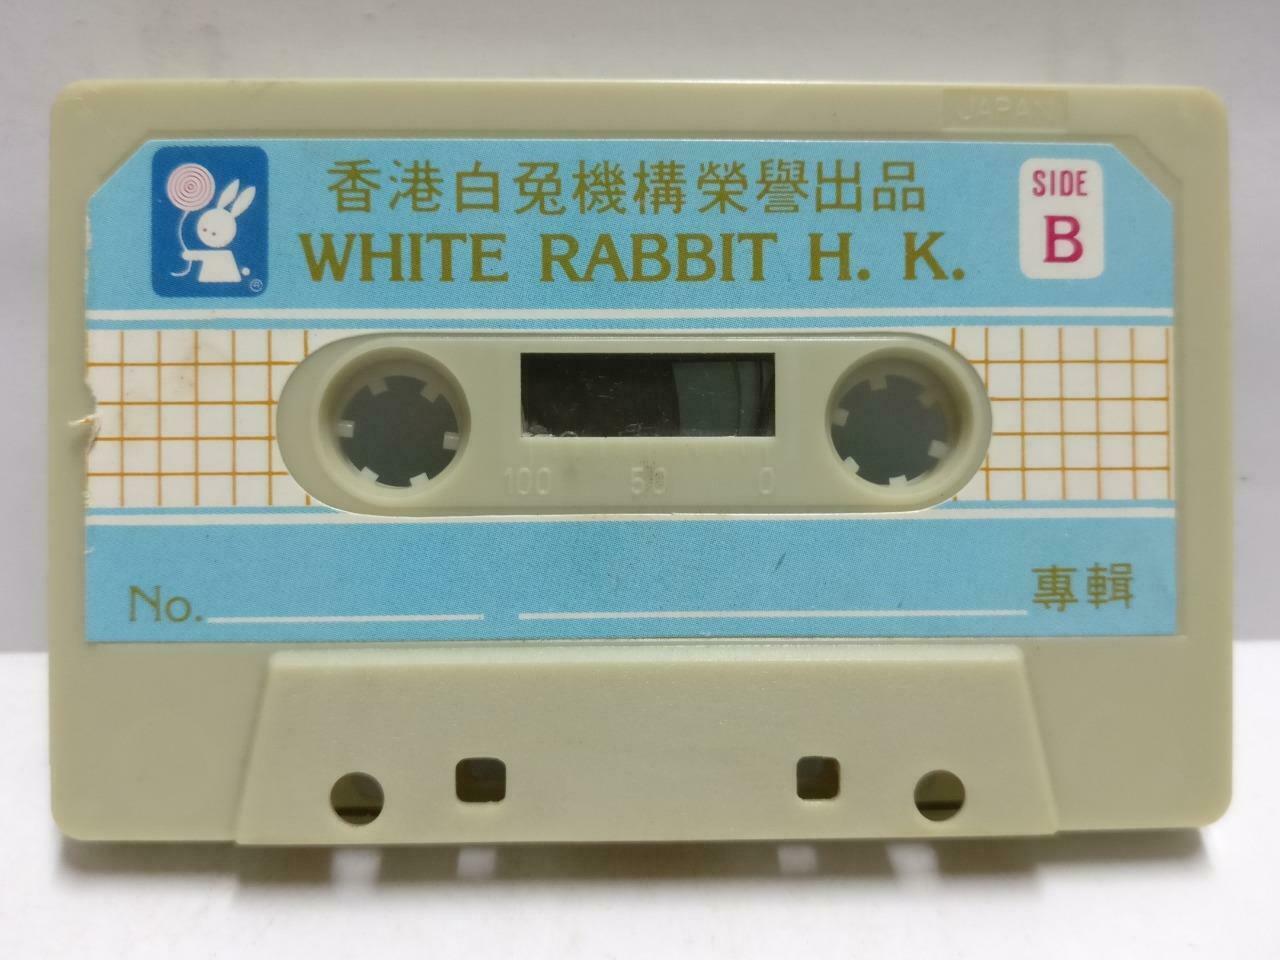 JAPAN
香港白兔機構榮譽出品
WHITE RABBIT H. K.
SIDE
B
®
100 50 0
No. 專輯